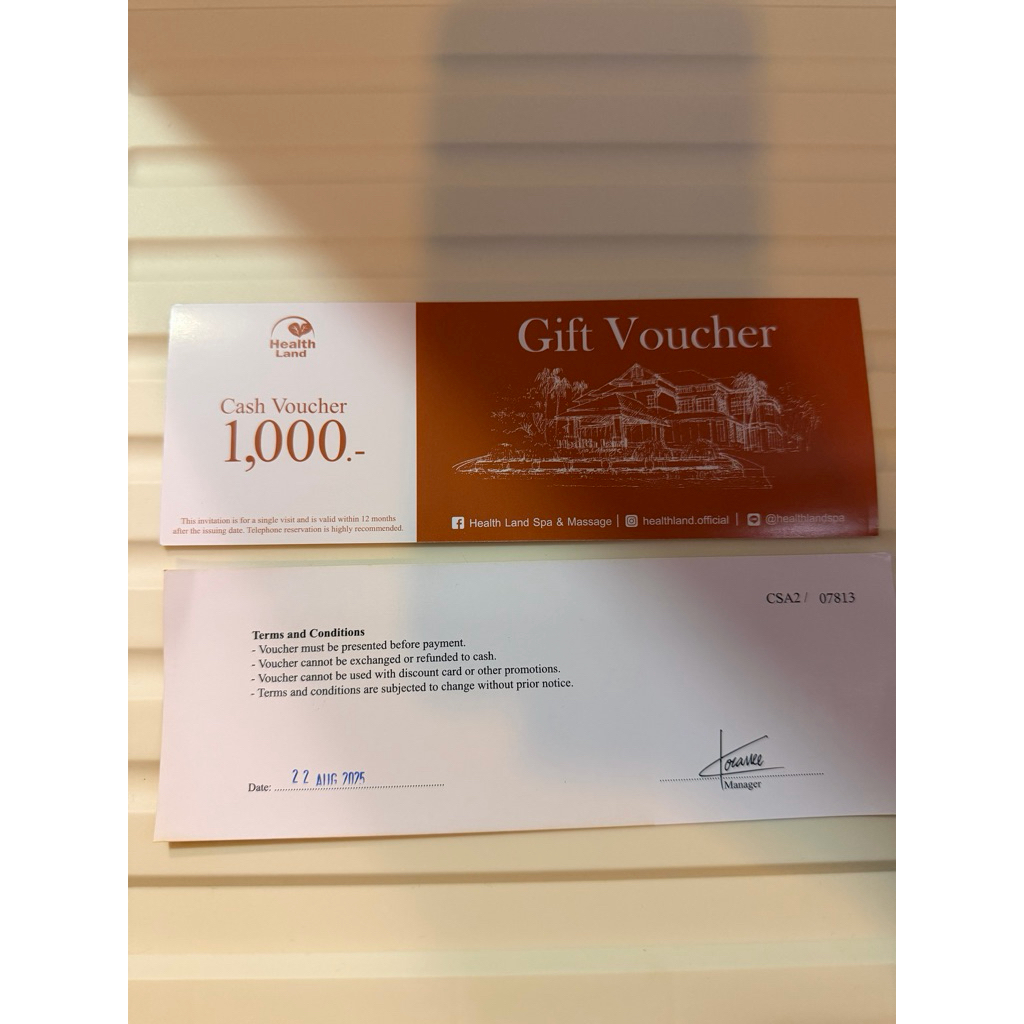 Health
Land
Cash Voucher
1,000.-
This invitation is for a single visit and is valid within 12 months
after the issuing date. Telephone reservation is highly recommended.
Gift Voucher
Health Land Spa & Massage | healthland.official | @healthlandspa
CSA2 / 07813
Terms and Conditions
- Voucher must be presented before payment.
- Voucher cannot be exchanged or refunded to cash.
- Voucher cannot be used with discount card or other promotions.
- Terms and conditions are subjected to change without prior notice.
Date: 22 AUG 2025
Manager